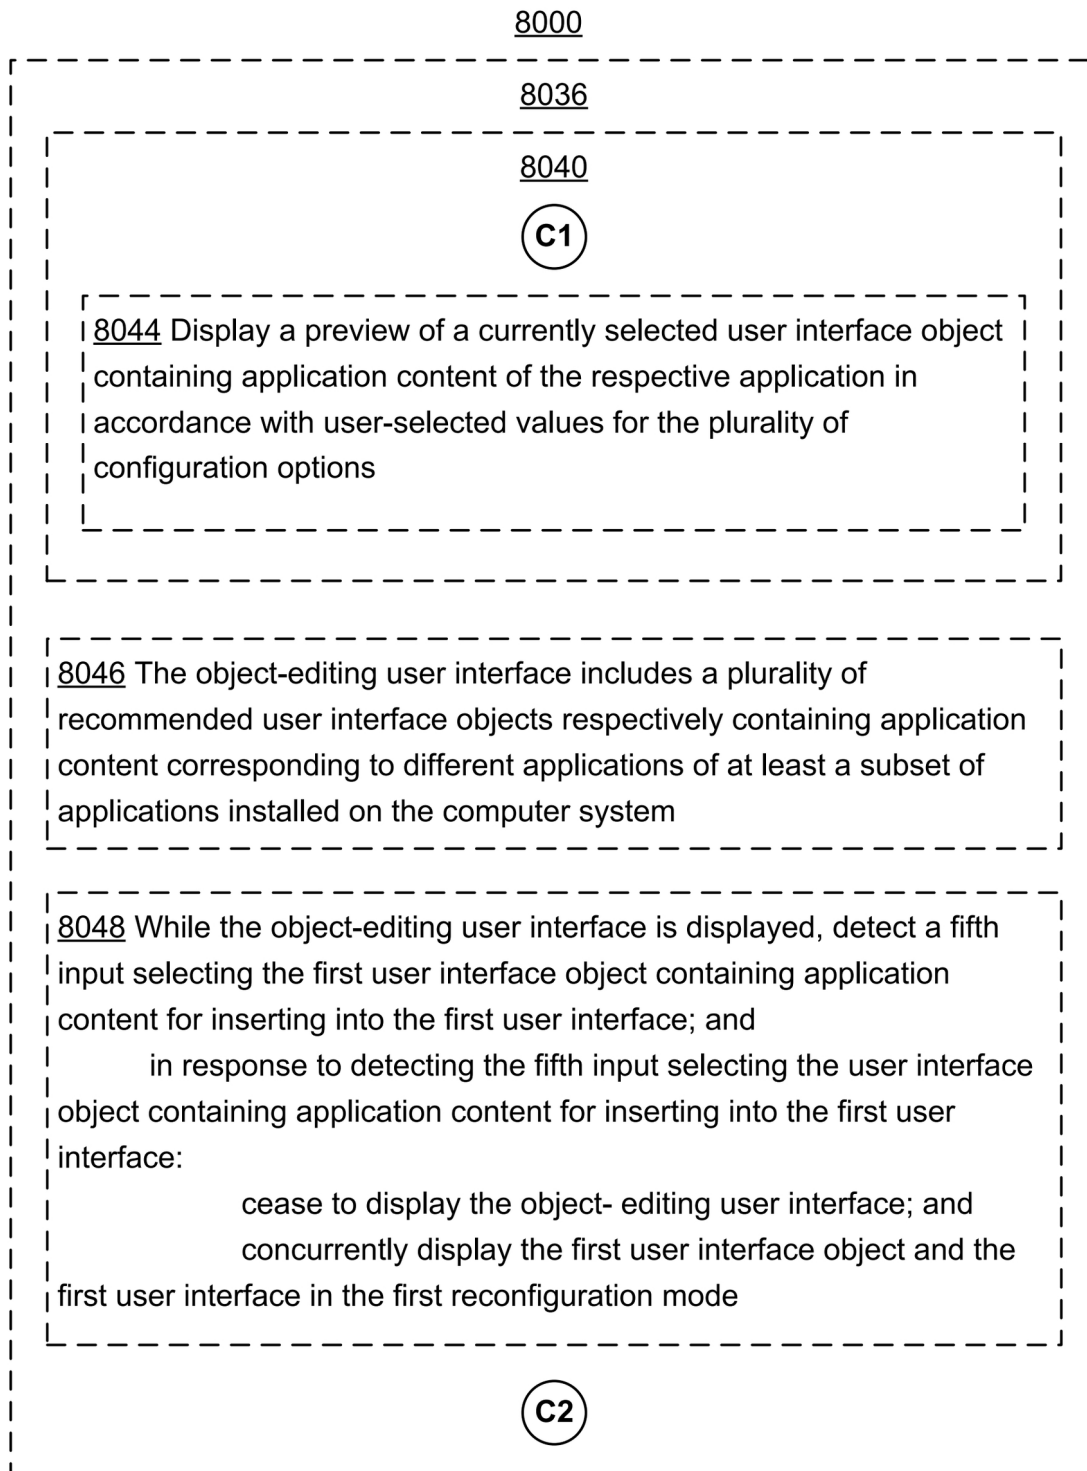 8000
8036
8040
C1
8044 Display a preview of a currently selected user interface object
containing application content of the respective application in
accordance with user-selected values for the plurality of
configuration options
8046 The object-editing user interface includes a plurality of
recommended user interface objects respectively containing application
content corresponding to different applications of at least a subset of
applications installed on the computer system
8048 While the object-editing user interface is displayed, detect a fifth
input selecting the first user interface object containing application
content for inserting into the first user interface; and
in response to detecting the fifth input selecting the user interface
object containing application content for inserting into the first user
interface:
cease to display the object- editing user interface; and
concurrently display the first user interface object and the
first user interface in the first reconfiguration mode
C2